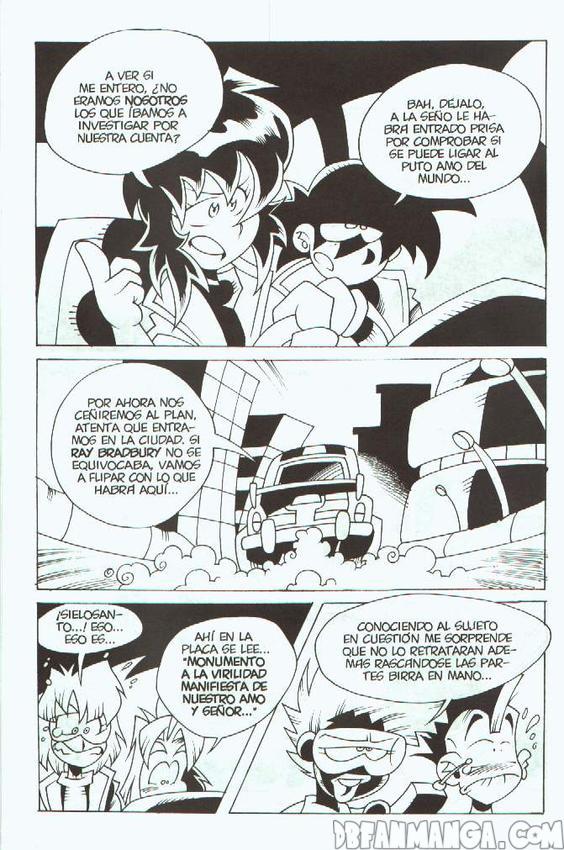 A VER SI
ME ENTERO, ¿NO
ÉRAMOS NOSOTROS
LOS QUE ÍBAMOS A
INVESTIGAR POR
NUESTRA CUENTA?
BAH, DÉJALO,
A LA SEÑO LE HA-
BRÁ ENTRADO PRISA
POR COMPROBAR SI
SE PUEDE LIGAR AL
PUTO AMO DEL
MUNDO...
POR AHORA NOS
CEÑIREMOS AL PLAN,
ATENTA QUE ENTRA-
MOS EN LA CIUDAD. SI
RAY BRADBURY NO SE
EQUIVOCABA, VAMOS
A FLIPAR CON LO QUE
HABRÁ AQUÍ...
¡SIELOSAN-
TO...! ESO...
ESO ES...
AHÍ EN LA
PLACA SE LEE...
"MONUMENTO
A LA VIRILIDAD
MANIFIESTA DE
NUESTRO AMO
Y SEÑOR..."
CONOCIENDO AL SUJETO
EN CUESTIÓN ME SORPRENDE
QUE NO LO RETRATARAN ADE-
MÁS RASCÁNDOSE LAS PAR-
TES BIRRA EN MANO...
DBFANMANGA.COM